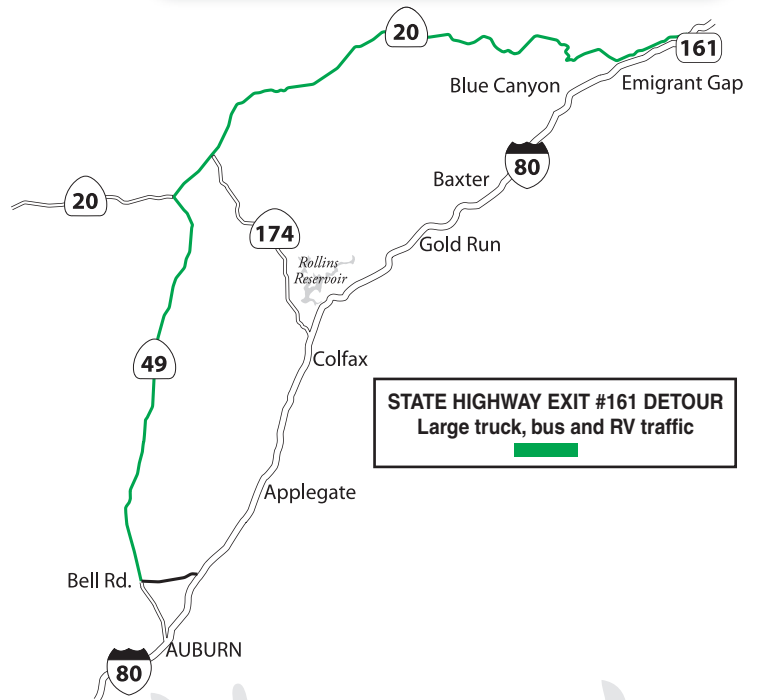 20
161
Blue Canyon
Emigrant Gap
80
Baxter
20
174
Gold Run
Rollins
Reservoir
49
Colfax
STATE HIGHWAY EXIT #161 DETOUR
Large truck, bus and RV traffic
Applegate
Bell Rd.
AUBURN
80